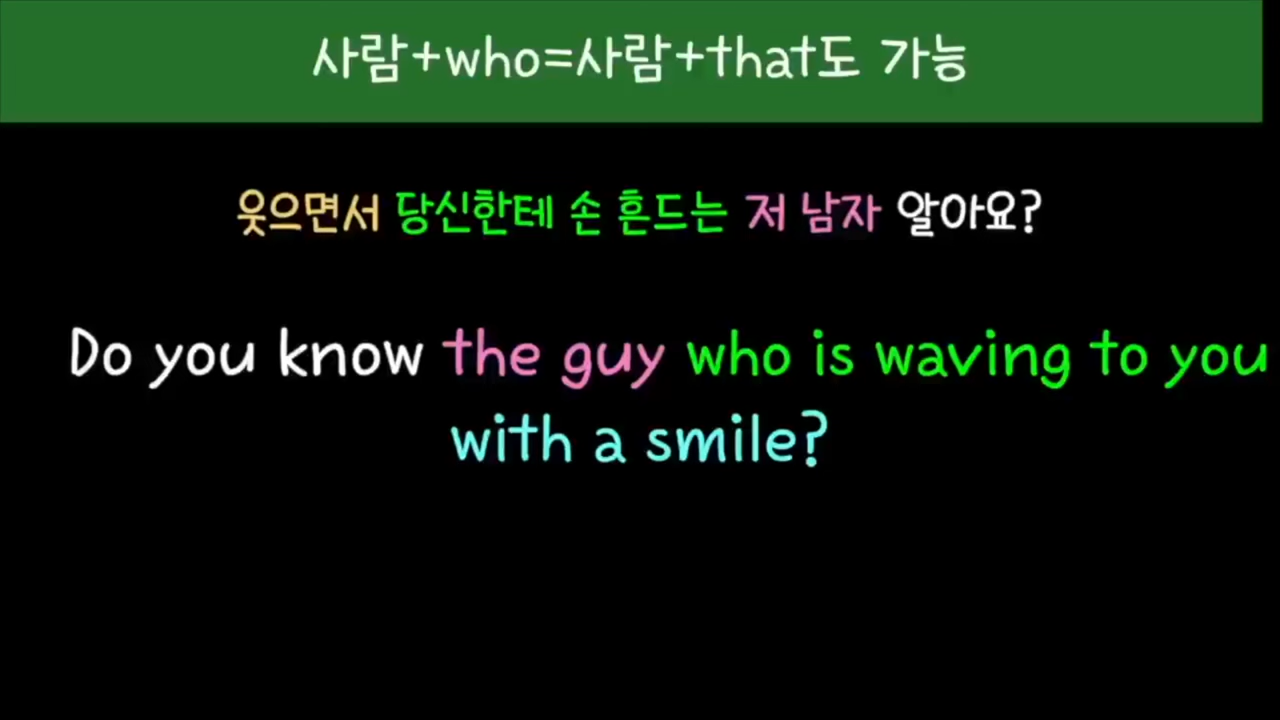 사람+who=사람+that도 가능
웃으면서 당신한테 손 흔드는 저 남자 알아요?
Do you know the guy who is waving to you
with a smile?